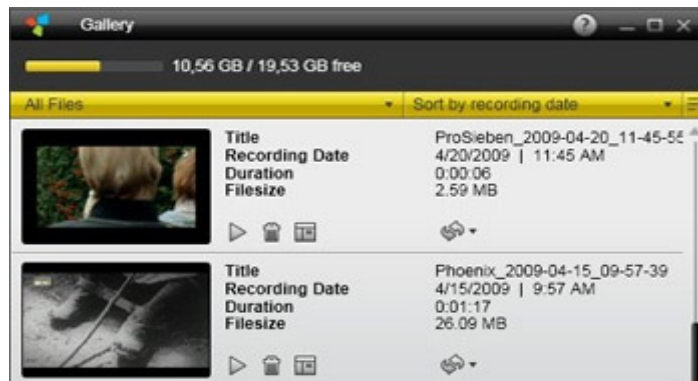 Gallery
10,56 GB / 19,53 GB free
All Files Sort by recording date
Title ProSieben_2009-04-20_11-45-55
Recording Date 4/20/2009 | 11:45 AM
Duration 0:00:06
Filesize 2.59 MB
Title Phoenix_2009-04-15_09-57-39
Recording Date 4/15/2009 | 9:57 AM
Duration 0:01:17
Filesize 26.09 MB